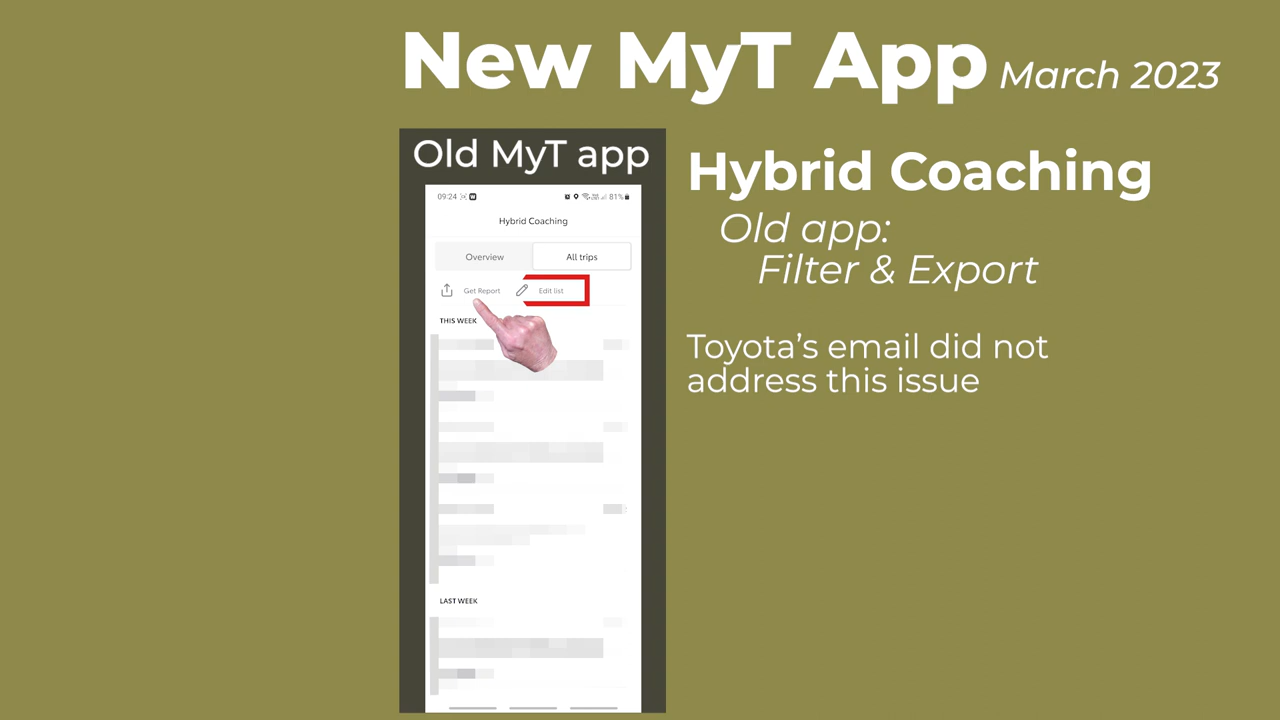 New MyT App March 2023
Old MyT app
09:24 81%
Hybrid Coaching
Overview All trips
Get Report Edit list
THIS WEEK
LAST WEEK
Hybrid Coaching
Old app:
Filter & Export
Toyota's email did not
address this issue